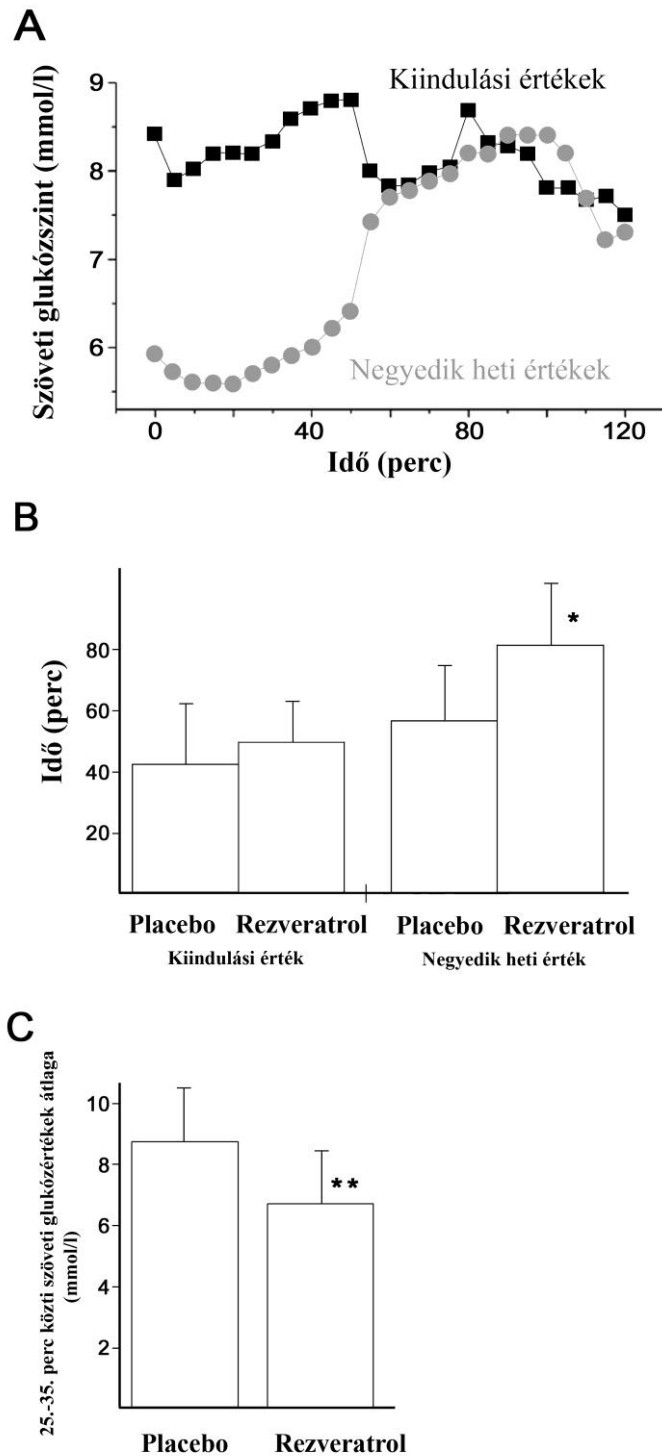 A
Szöveti glukózszint (mmol/l)
9
8
7
6
Kiindulási értékek
Negyedik heti értékek
0
40
80
120
Idő (perc)
B
Idő (perc)
80
60
40
20
*
Placebo
Rezveratrol
Placebo
Rezveratrol
Kiindulási érték
Negyedik heti érték
C
25.-35. perc közti szöveti glukózértékek átlaga
(mmol/l)
10
8
6
4
2
**
Placebo
Rezveratrol